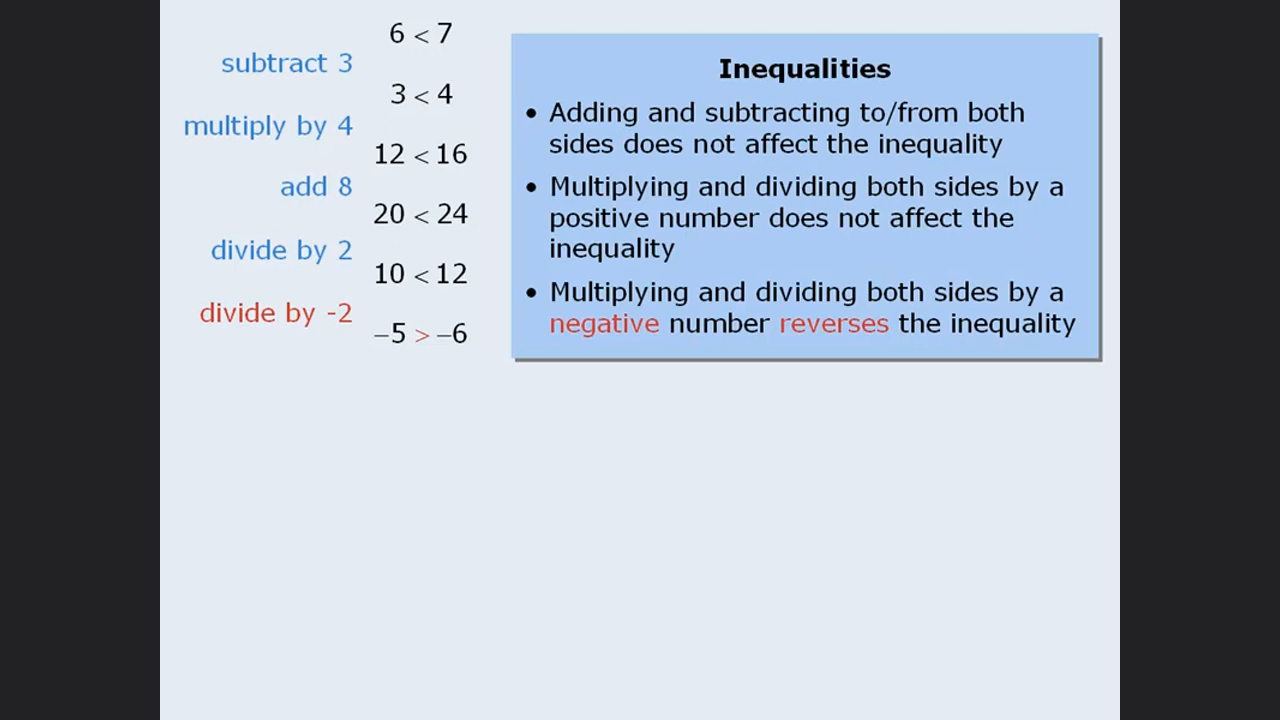 6 < 7
subtract 3
3 < 4
multiply by 4
12 < 16
add 8
20 < 24
divide by 2
10 < 12
divide by -2
−5 > −6
Inequalities
• Adding and subtracting to/from both
sides does not affect the inequality
• Multiplying and dividing both sides by a
positive number does not affect the
inequality
• Multiplying and dividing both sides by a
negative number reverses the inequality